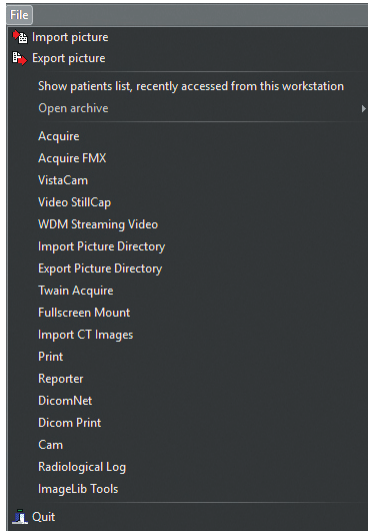 File
Import picture
Export picture
Show patients list, recently accessed from this workstation
Open archive
Acquire
Acquire FMX
VistaCam
Video StillCap
WDM Streaming Video
Import Picture Directory
Export Picture Directory
Twain Acquire
Fullscreen Mount
Import CT Images
Print
Reporter
DicomNet
Dicom Print
Cam
Radiological Log
ImageLib Tools
Quit